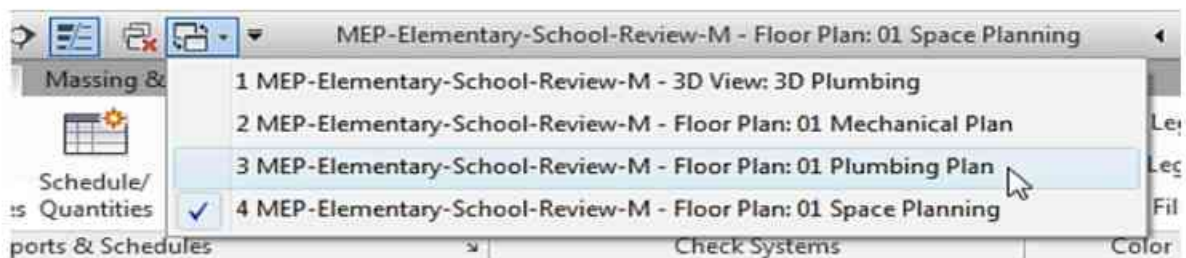 MEP-Elementary-School-Review-M - Floor Plan: 01 Space Planning
Massing &
1 MEP-Elementary-School-Review-M - 3D View: 3D Plumbing
2 MEP-Elementary-School-Review-M - Floor Plan: 01 Mechanical Plan
3 MEP-Elementary-School-Review-M - Floor Plan: 01 Plumbing Plan
4 MEP-Elementary-School-Review-M - Floor Plan: 01 Space Planning
Schedule/
Quantities
Leg
Fil
ports & Schedules
Check Systems
Color